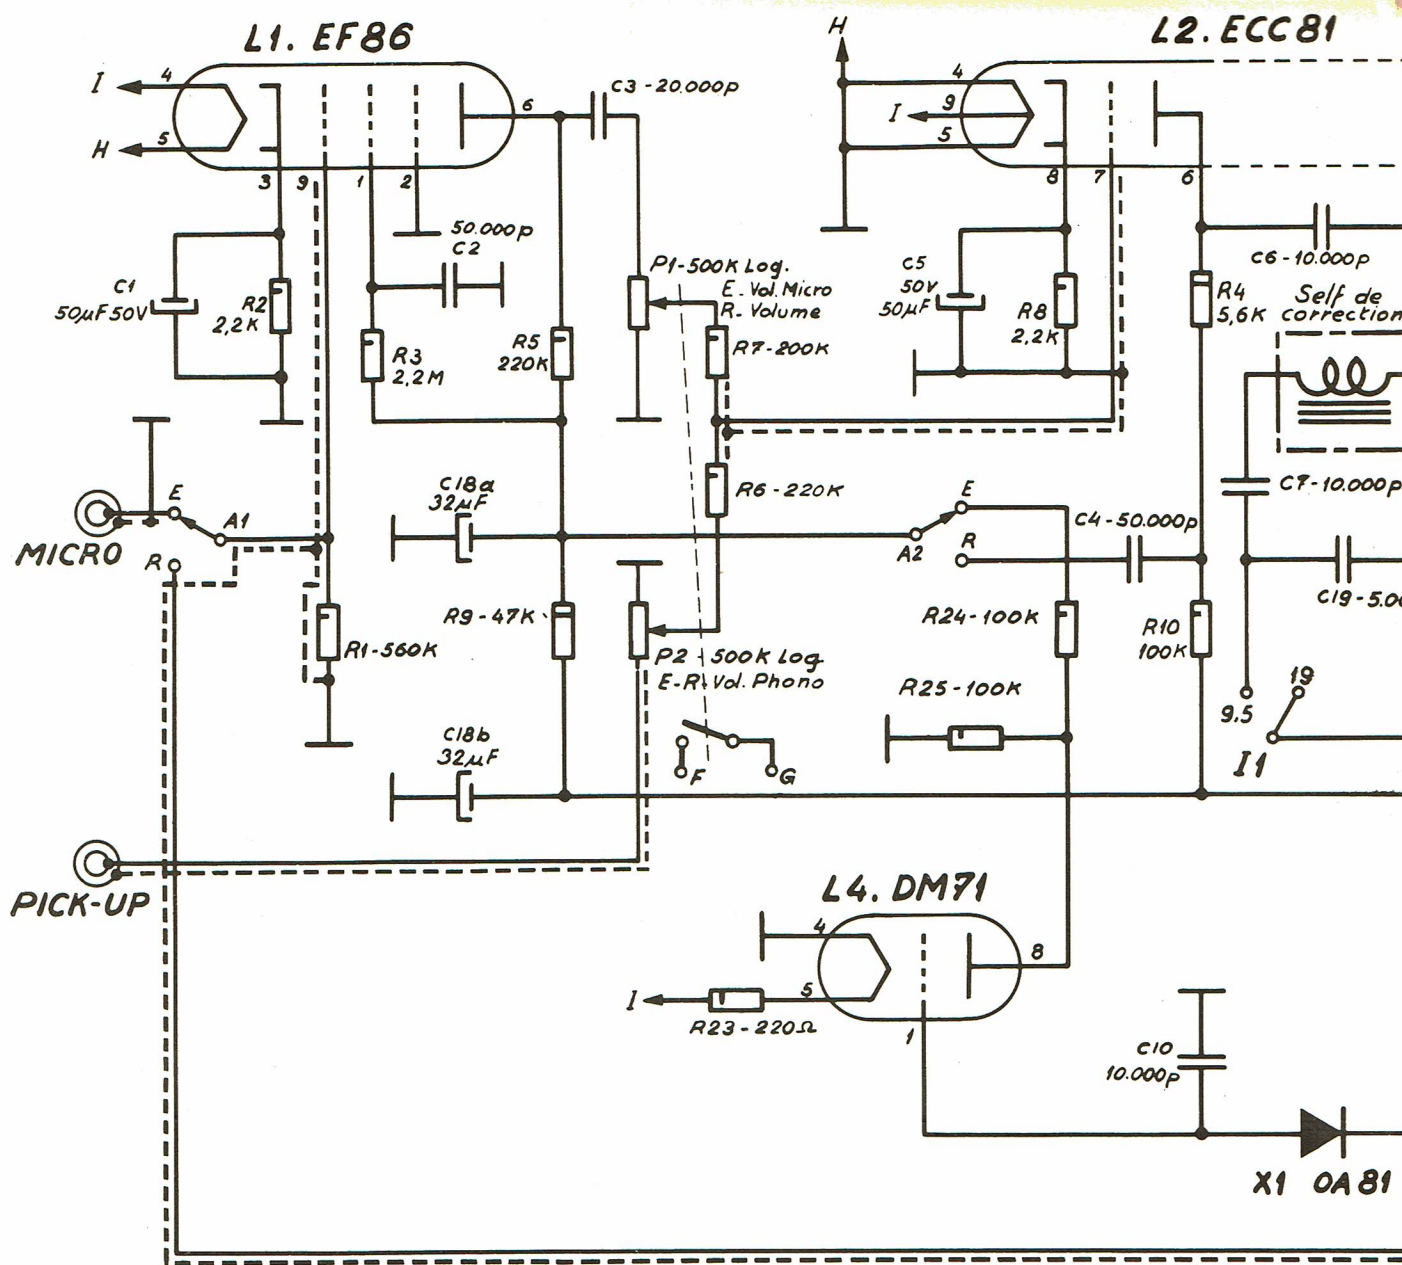 L1. EF86
H
L2. ECC81
I
4
6
C3-20.000p
4
9
I
5
H
5
3
9
1
2
8
7
6
50.000p
C2
C1
50µF 50V
R2
2,2K
P1-500K Log.
E-Vol. Micro
R-Volume
C5
50V
50µF
R8
2,2K
C6-10.000p
R4
5,6K
Self de
correction
R3
2,2M
R5
220K
R7-200K
C18a
32µF
R6-220K
C7-10.000p
E
A1
MICRO
R
E
A2
R
C4-50.000p
C19-5.00
R1-560K
R9-47K
R24-100K
R10
100K
P2-500K Log
E-R-Vol. Phono
R25-100K
19
9.5
I1
C18b
32µF
F
G
PICK-UP
L4. DM71
4
8
5
I
R23-220Ω
1
C10
10.000p
X1 OA81